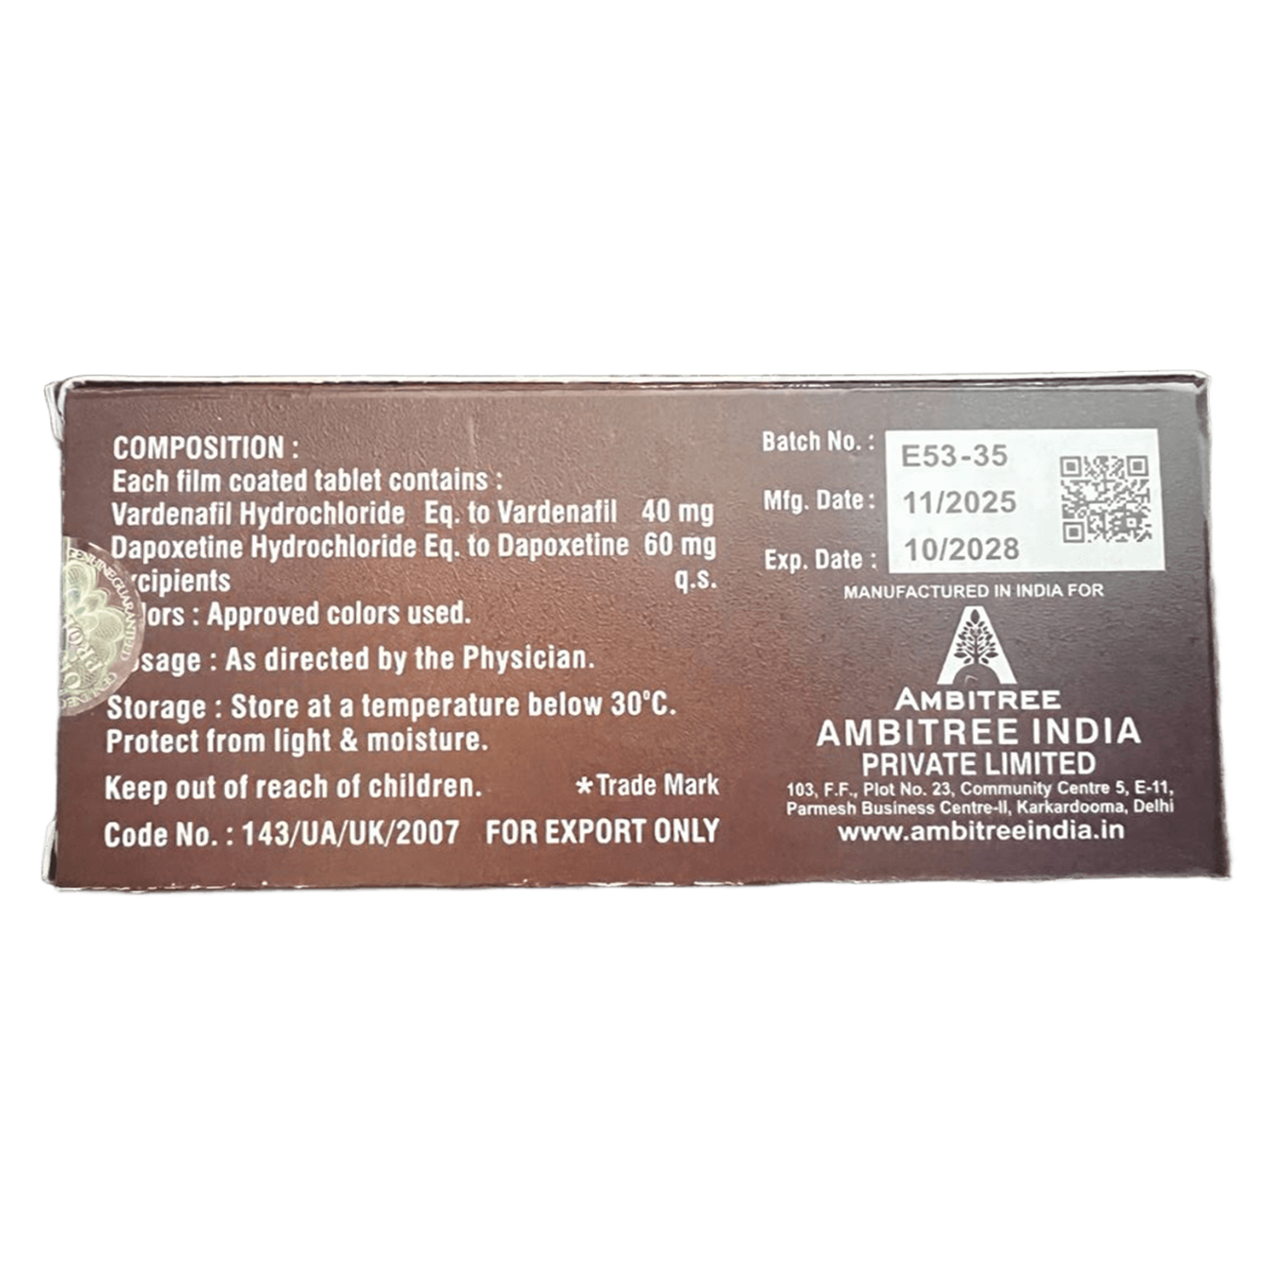 COMPOSITION :
Each film coated tablet contains :
Vardenafil Hydrochloride Eq. to Vardenafil 40 mg
Dapoxetine Hydrochloride Eq. to Dapoxetine 60 mg
xcipients q.s.
ors : Approved colors used.
sage : As directed by the Physician.
Storage : Store at a temperature below 30°C.
Protect from light & moisture.
Keep out of reach of children. *Trade Mark
Code No. : 143/UA/UK/2007 FOR EXPORT ONLY
Batch No. : E53-35
Mfg. Date : 11/2025
Exp. Date : 10/2028
MANUFACTURED IN INDIA FOR
AMBITREE
AMBITREE INDIA
PRIVATE LIMITED
103, F.F., Plot No. 23, Community Centre 5, E-11,
Parmesh Business Centre-II, Karkardooma, Delhi
www.ambitreeindia.in